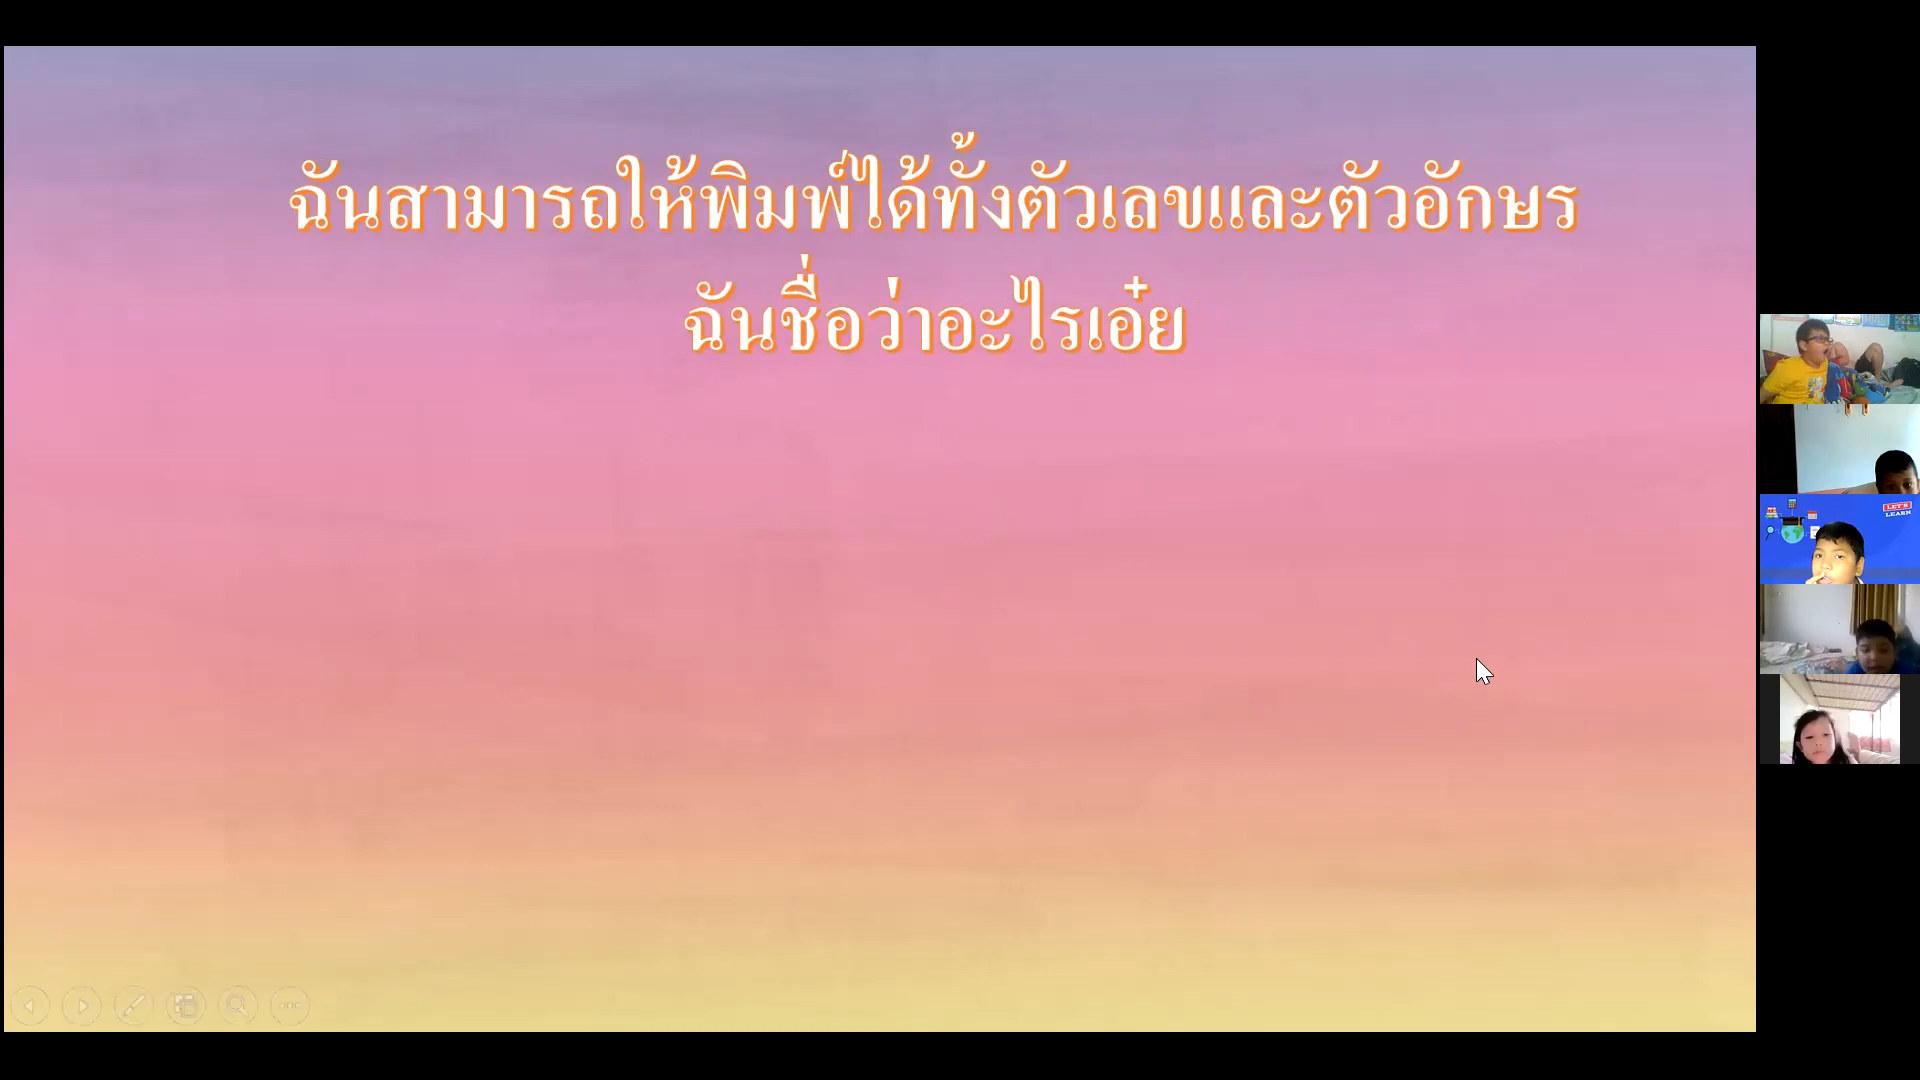 ฉันสามารถให้พิมพ์ได้ทั้งตัวเลขและตัวอักษร
ฉันชื่อว่าอะไรเอ๋ย
LET'S
LEARN